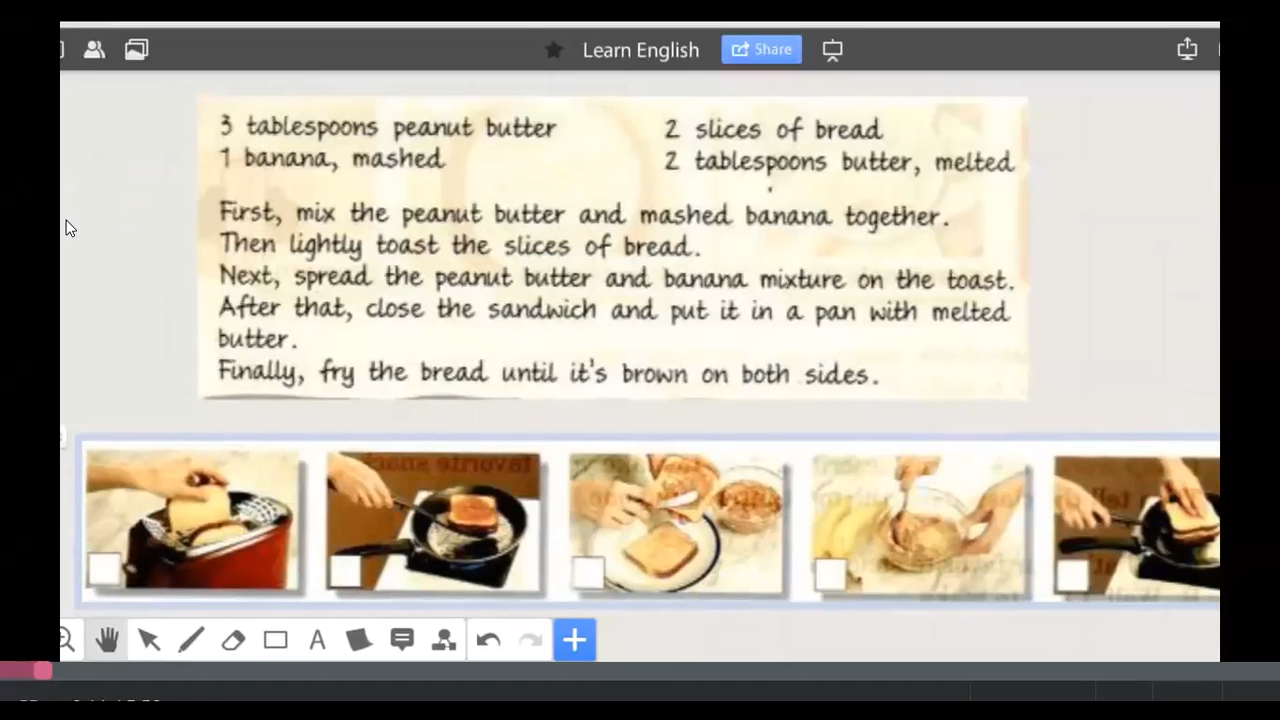 Learn English
Share
3 tablespoons peanut butter
1 banana, mashed
2 slices of bread
2 tablespoons butter, melted
First, mix the peanut butter and mashed banana together.
Then lightly toast the slices of bread.
Next, spread the peanut butter and banana mixture on the toast.
After that, close the sandwich and put it in a pan with melted
butter.
Finally, fry the bread until it's brown on both sides.
A